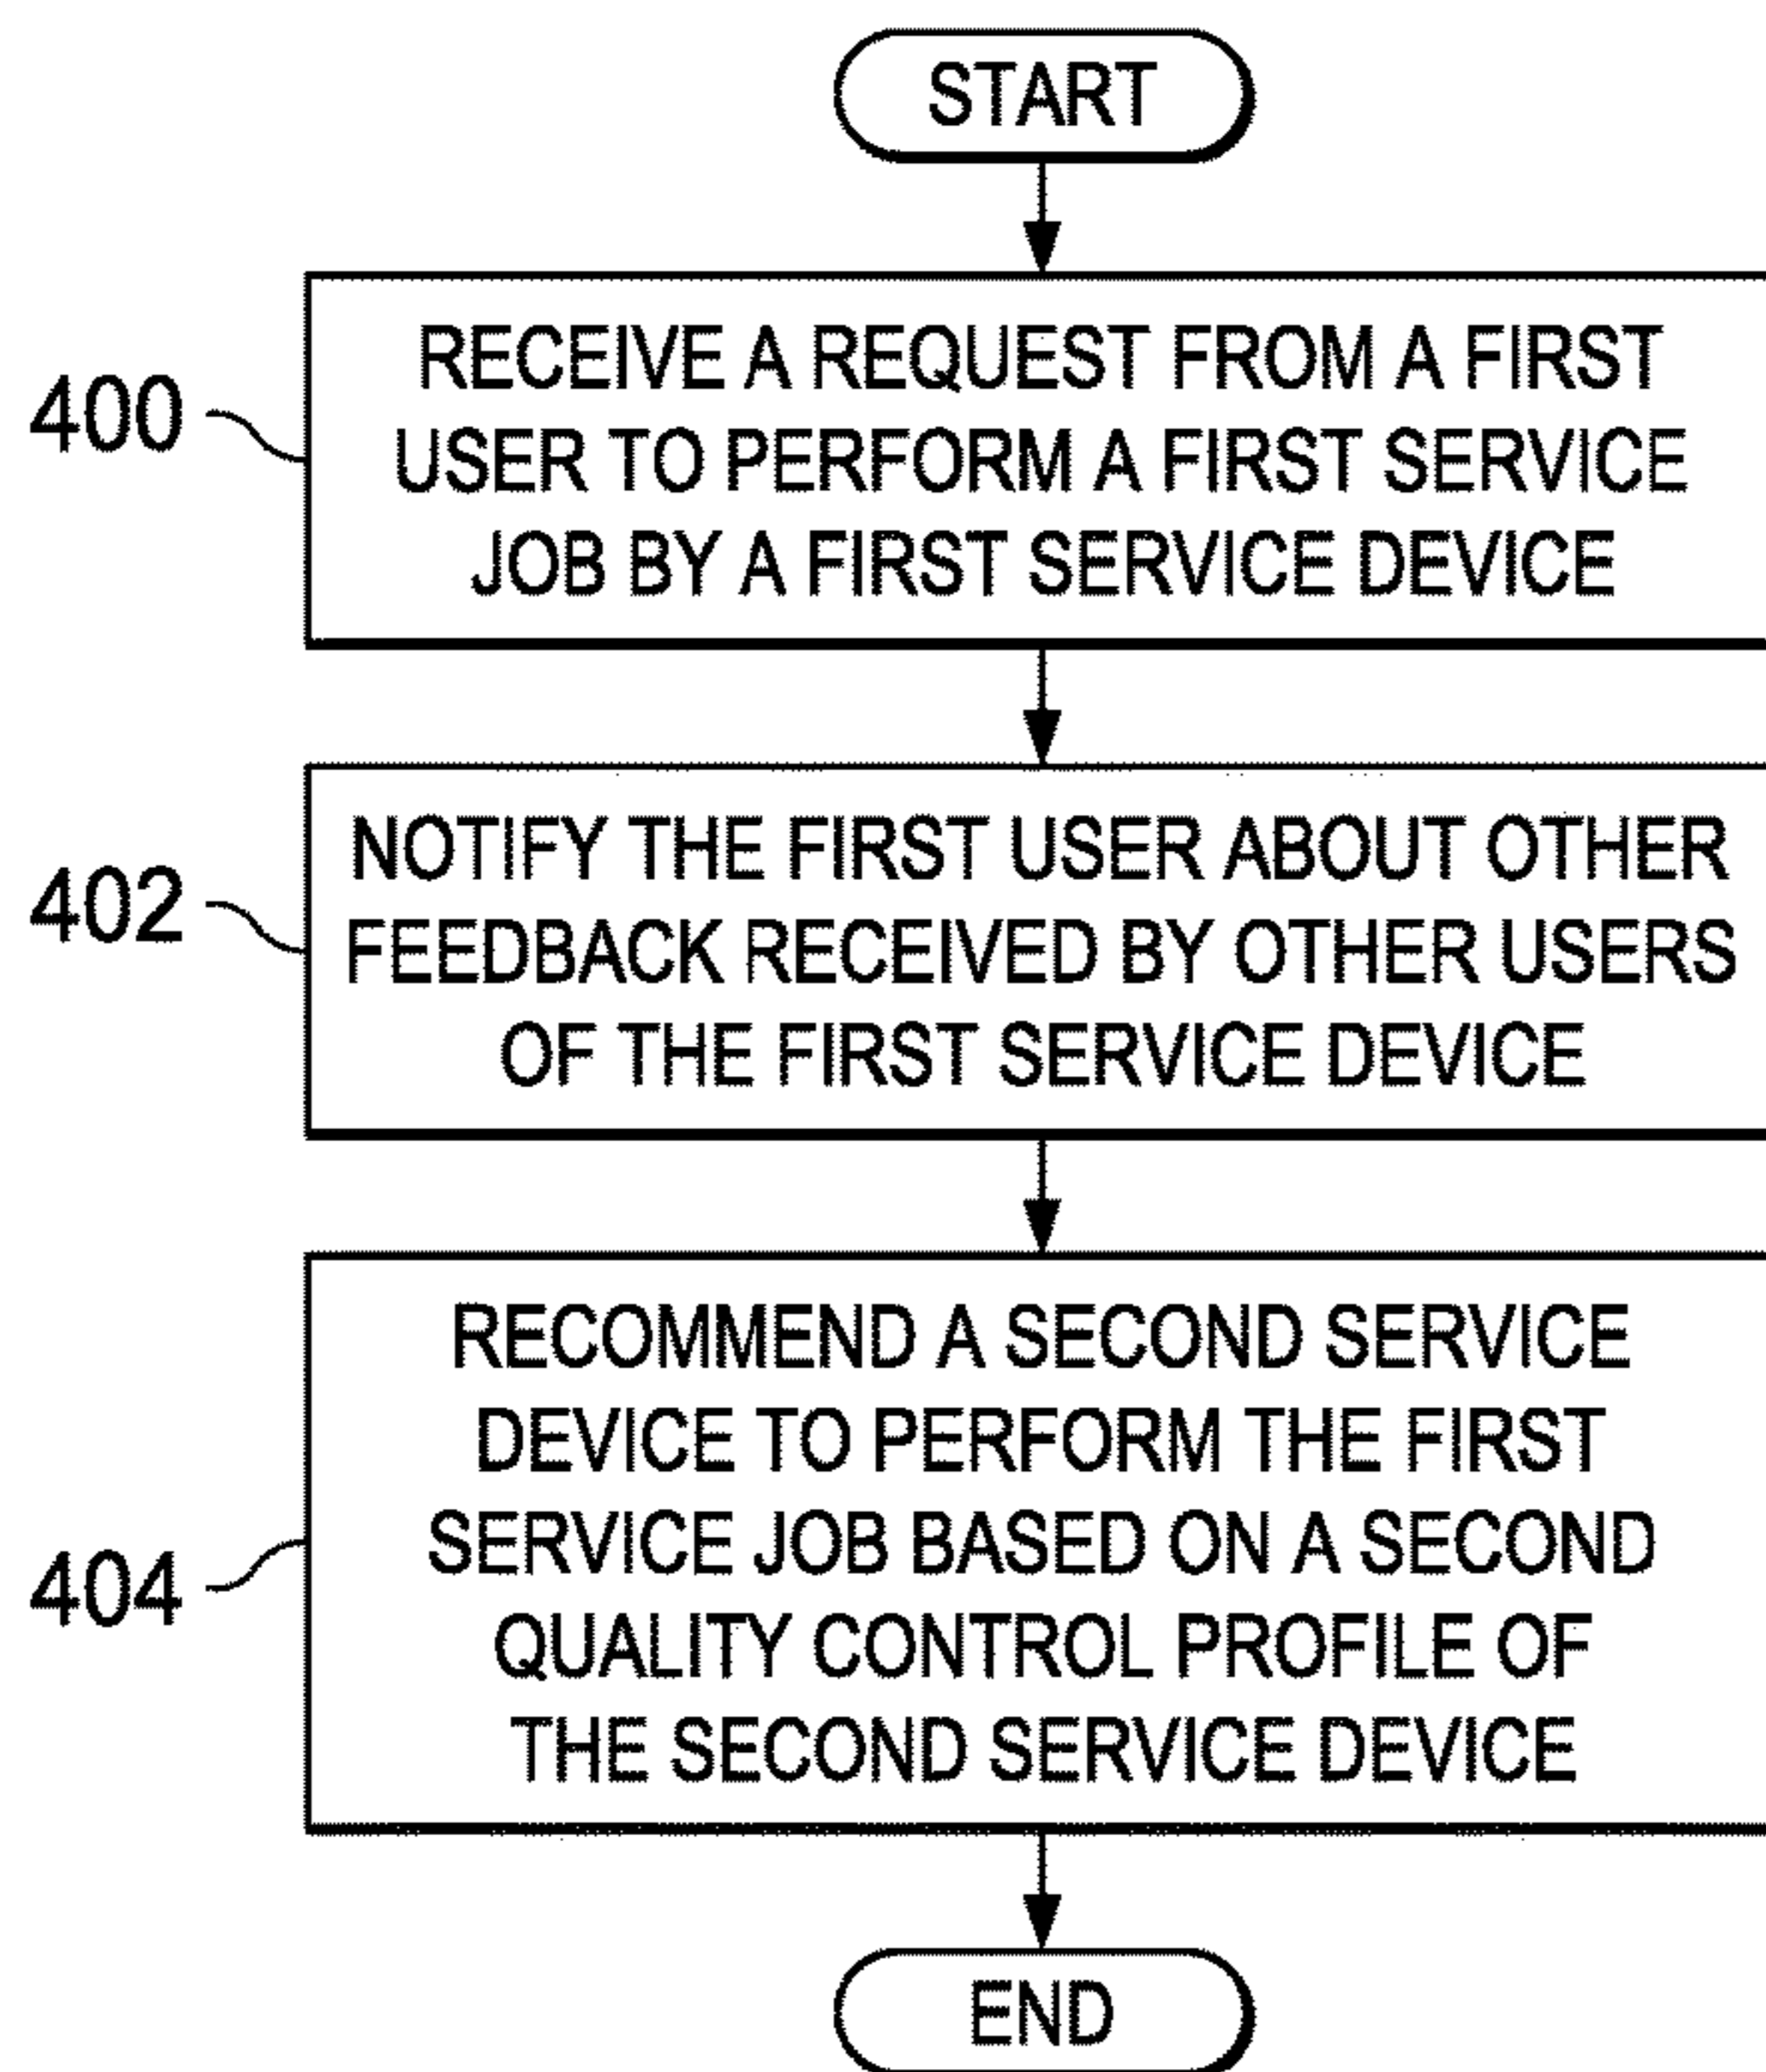 START
400
RECEIVE A REQUEST FROM A FIRST
USER TO PERFORM A FIRST SERVICE
JOB BY A FIRST SERVICE DEVICE
402
NOTIFY THE FIRST USER ABOUT OTHER
FEEDBACK RECEIVED BY OTHER USERS
OF THE FIRST SERVICE DEVICE
404
RECOMMEND A SECOND SERVICE
DEVICE TO PERFORM THE FIRST
SERVICE JOB BASED ON A SECOND
QUALITY CONTROL PROFILE OF
THE SECOND SERVICE DEVICE
END